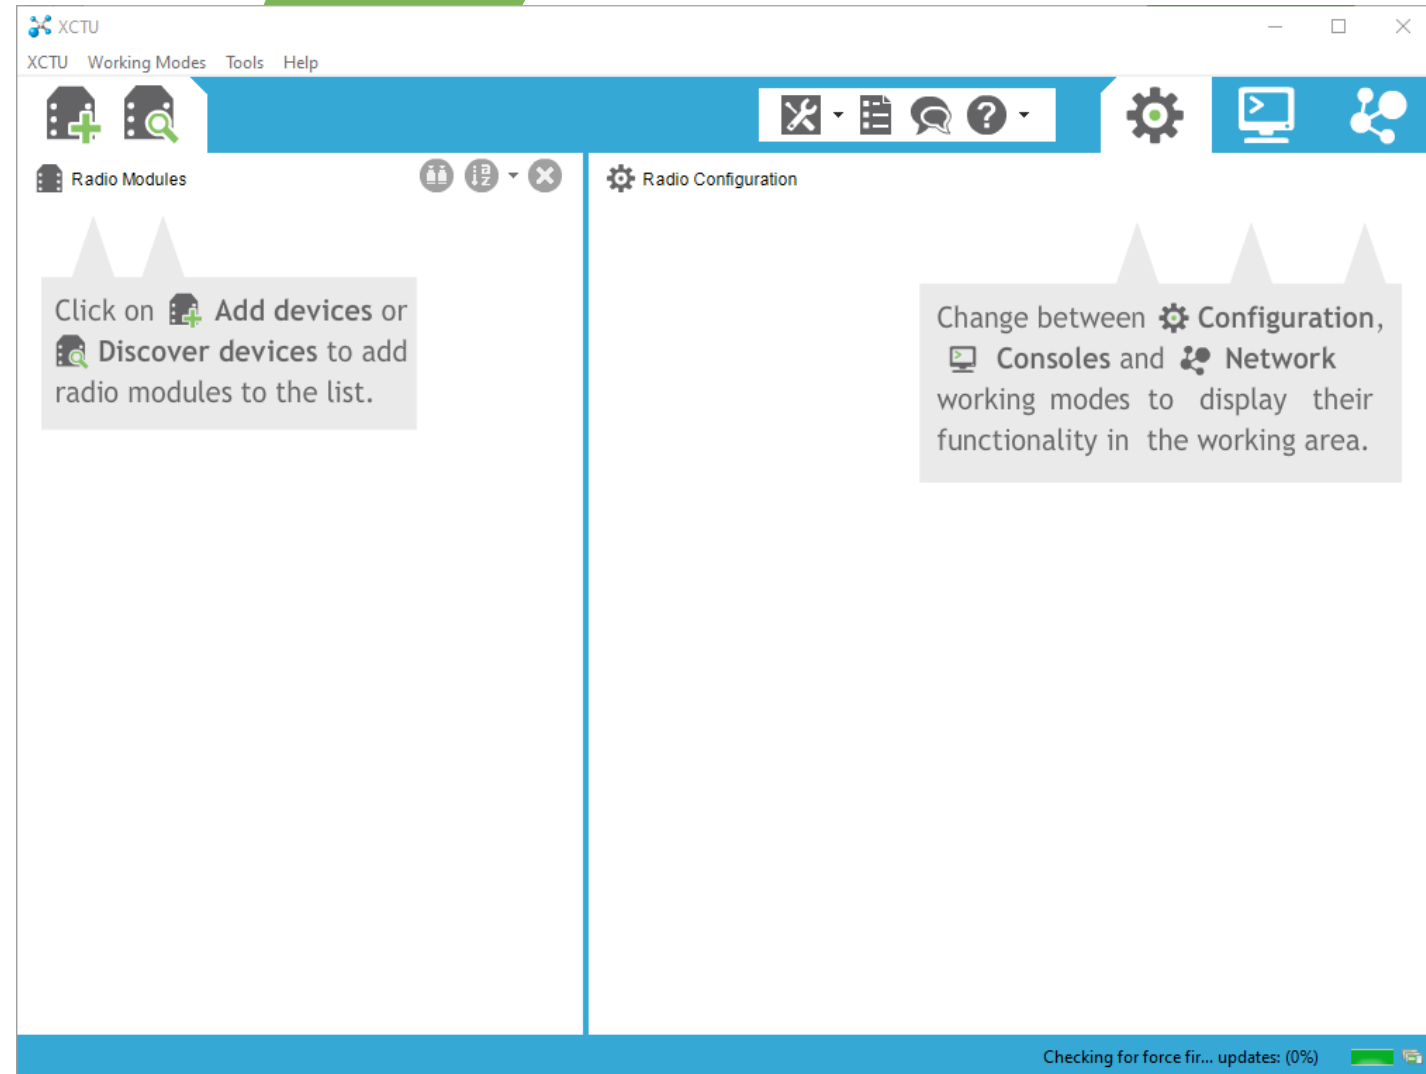 XCTU
XCTU Working Modes Tools Help
Radio Modules
Radio Configuration
Click on Add devices or
Discover devices to add
radio modules to the list.
Change between Configuration,
Consoles and Network
working modes to display their
functionality in the working area.
Checking for force fir... updates: (0%)